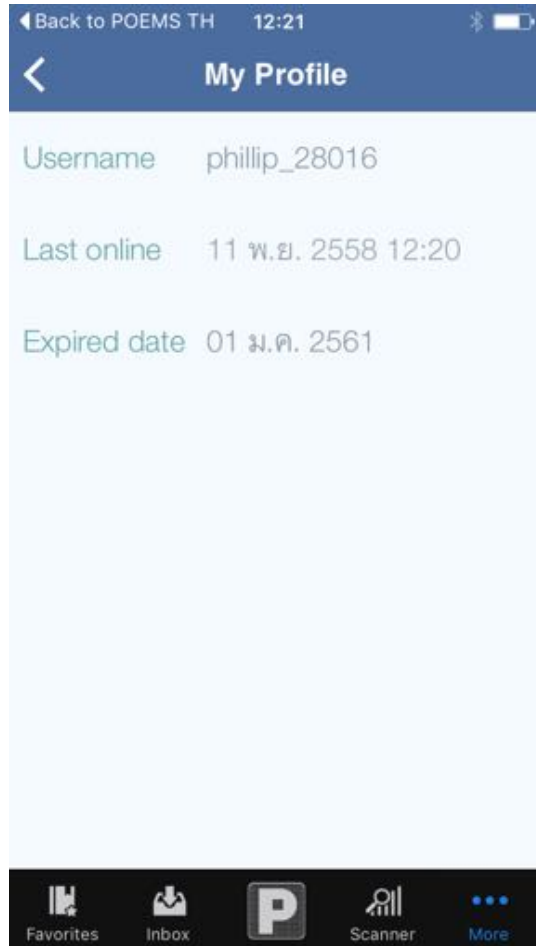 Back to POEMS TH 12:21
My Profile
Username phillip_28016
Last online 11 พ.ย. 2558 12:20
Expired date 01 ม.ค. 2561
P
Favorites Inbox Scanner More